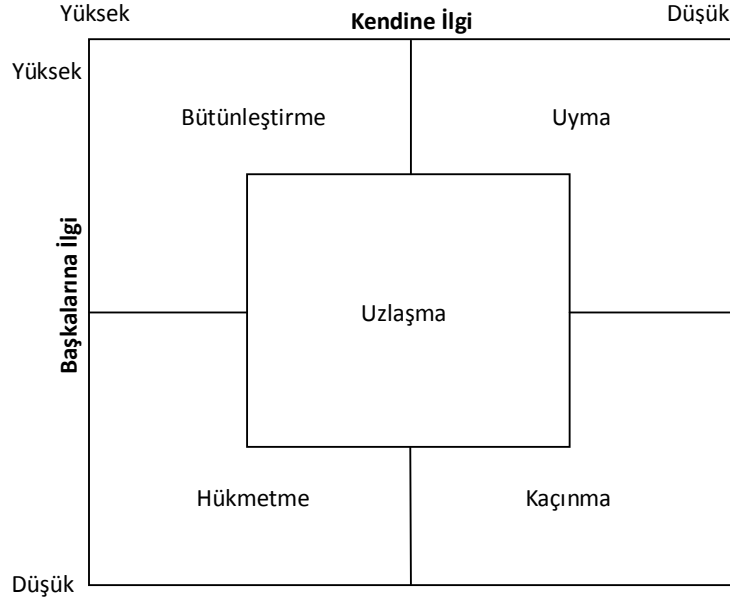 Yüksek
Kendine İlgi
Düşük
Yüksek
Bütünleştirme
Uyma
Başkalarına İlgi
Uzlaşma
Hükmetme
Kaçınma
Düşük